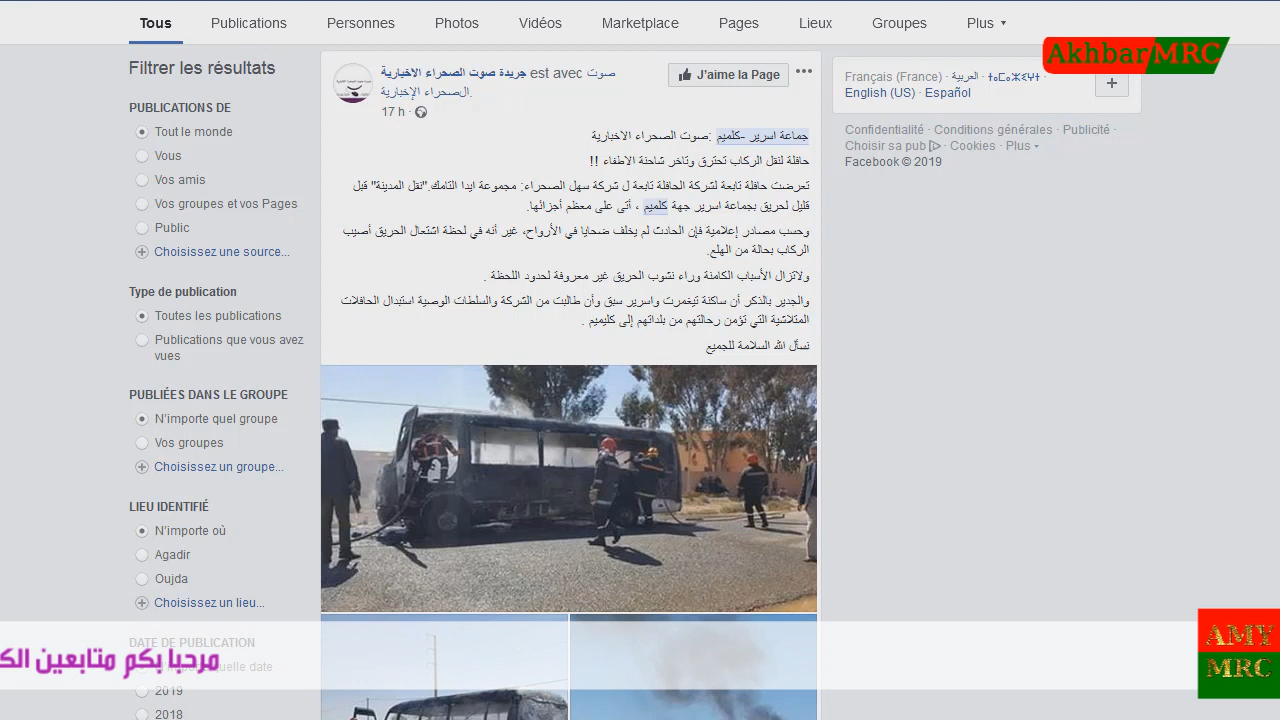 Tous Publications Personnes Photos Vidéos Marketplace Pages Lieux Groupes Plus
AkhbarMRC
Filtrer les résultats
PUBLICATIONS DE
Tout le monde
Vous
Vos amis
Vos groupes et vos Pages
Public
Choisissez une source...
Type de publication
Toutes les publications
Publications que vous avez
vues
PUBLIÉES DANS LE GROUPE
N'importe quel groupe
Vos groupes
Choisissez un groupe...
LIEU IDENTIFIÉ
N'importe où
Agadir
Oujda
Choisissez un lieu...
DATE DE PUBLICATION
N'importe quelle date
2019
2018
جريدة صوت الصحراء الاخبارية est avec صوت
الصحراء الإخبارية.
17 h ·
J'aime la Page
جماعة اسرير -كلميم :صوت الصحراء الاخبارية
حافلة لنقل الركاب تحترق وتاخر شاحنة الاطفاء !!
تعرضت حافلة تابعة لشركة الحافلة تابعة ل شركة سهل الصحراء: مجموعة ايدا الثامك."نقل المدينة" قبل
قليل لحريق بجماعة اسرير جهة كلميم ، أتى على معظم أجزائها.
وحسب مصادر إعلامية فإن الحادث لم يخلف ضحايا في الأرواح، غير أنه في لحظة اشتعال الحريق أصيب
الركاب بحالة من الهلع.
ولاتزال الأسباب الكامنة وراء نشوب الحريق غير معروفة لحدود اللحظة .
والجدير بالذكر أن ساكنة تيغمرت واسرير سبق وأن طالبت من الشركة والسلطات الوصية استبدال الحافلات
المتلاشية التي تؤمن رحالتهم من بلداتهم إلى كليميم .
نسأل الله السلامة للجميع
Français (France) · العربية · ⵜⴰⵎⴰⵣⵉⵖⵜ ·
English (US) · Español
Confidentialité · Conditions générales · Publicité ·
Choisir sa pub · Cookies · Plus
Facebook © 2019
مرحبا بكم متابعين الك
AMY
MRC